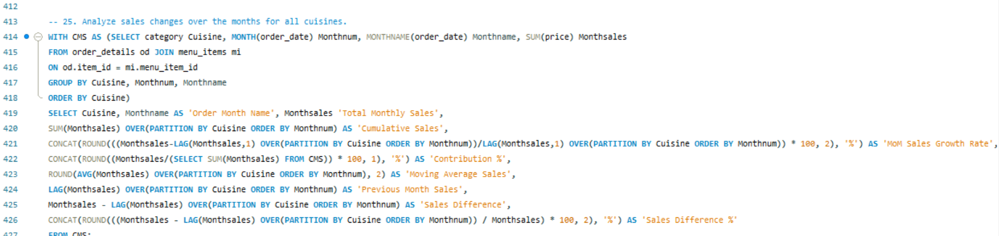 412
413 -- 25. Analyze sales changes over the months for all cuisines.
414 WITH CMS AS (SELECT category Cuisine, MONTH(order_date) Monthnum, MONTHNAME(order_date) Monthname, SUM(price) Monthsales
415 FROM order_details od JOIN menu_items mi
416 ON od.item_id = mi.menu_item_id
417 GROUP BY Cuisine, Monthnum, Monthname
418 ORDER BY Cuisine)
419 SELECT Cuisine, Monthname AS 'Order Month Name', Monthsales 'Total Monthly Sales',
420 SUM(Monthsales) OVER(PARTITION BY Cuisine ORDER BY Monthnum) AS 'Cumulative Sales',
421 CONCAT(ROUND(((Monthsales-LAG(Monthsales,1) OVER(PARTITION BY Cuisine ORDER BY Monthnum))/LAG(Monthsales,1) OVER(PARTITION BY Cuisine ORDER BY Monthnum)) * 100, 2), '%') AS 'MoM Sales Growth Rate',
422 CONCAT(ROUND((Monthsales/(SELECT SUM(Monthsales) FROM CMS)) * 100, 1), '%') AS 'Contribution %',
423 ROUND(AVG(Monthsales) OVER(PARTITION BY Cuisine ORDER BY Monthnum), 2) AS 'Moving Average Sales',
424 LAG(Monthsales) OVER(PARTITION BY Cuisine ORDER BY Monthnum) AS 'Previous Month Sales',
425 Monthsales - LAG(Monthsales) OVER(PARTITION BY Cuisine ORDER BY Monthnum) AS 'Sales Difference',
426 CONCAT(ROUND(((Monthsales - LAG(Monthsales) OVER(PARTITION BY Cuisine ORDER BY Monthnum)) / Monthsales) * 100, 2), '%') AS 'Sales Difference %'
427 FROM CMS;